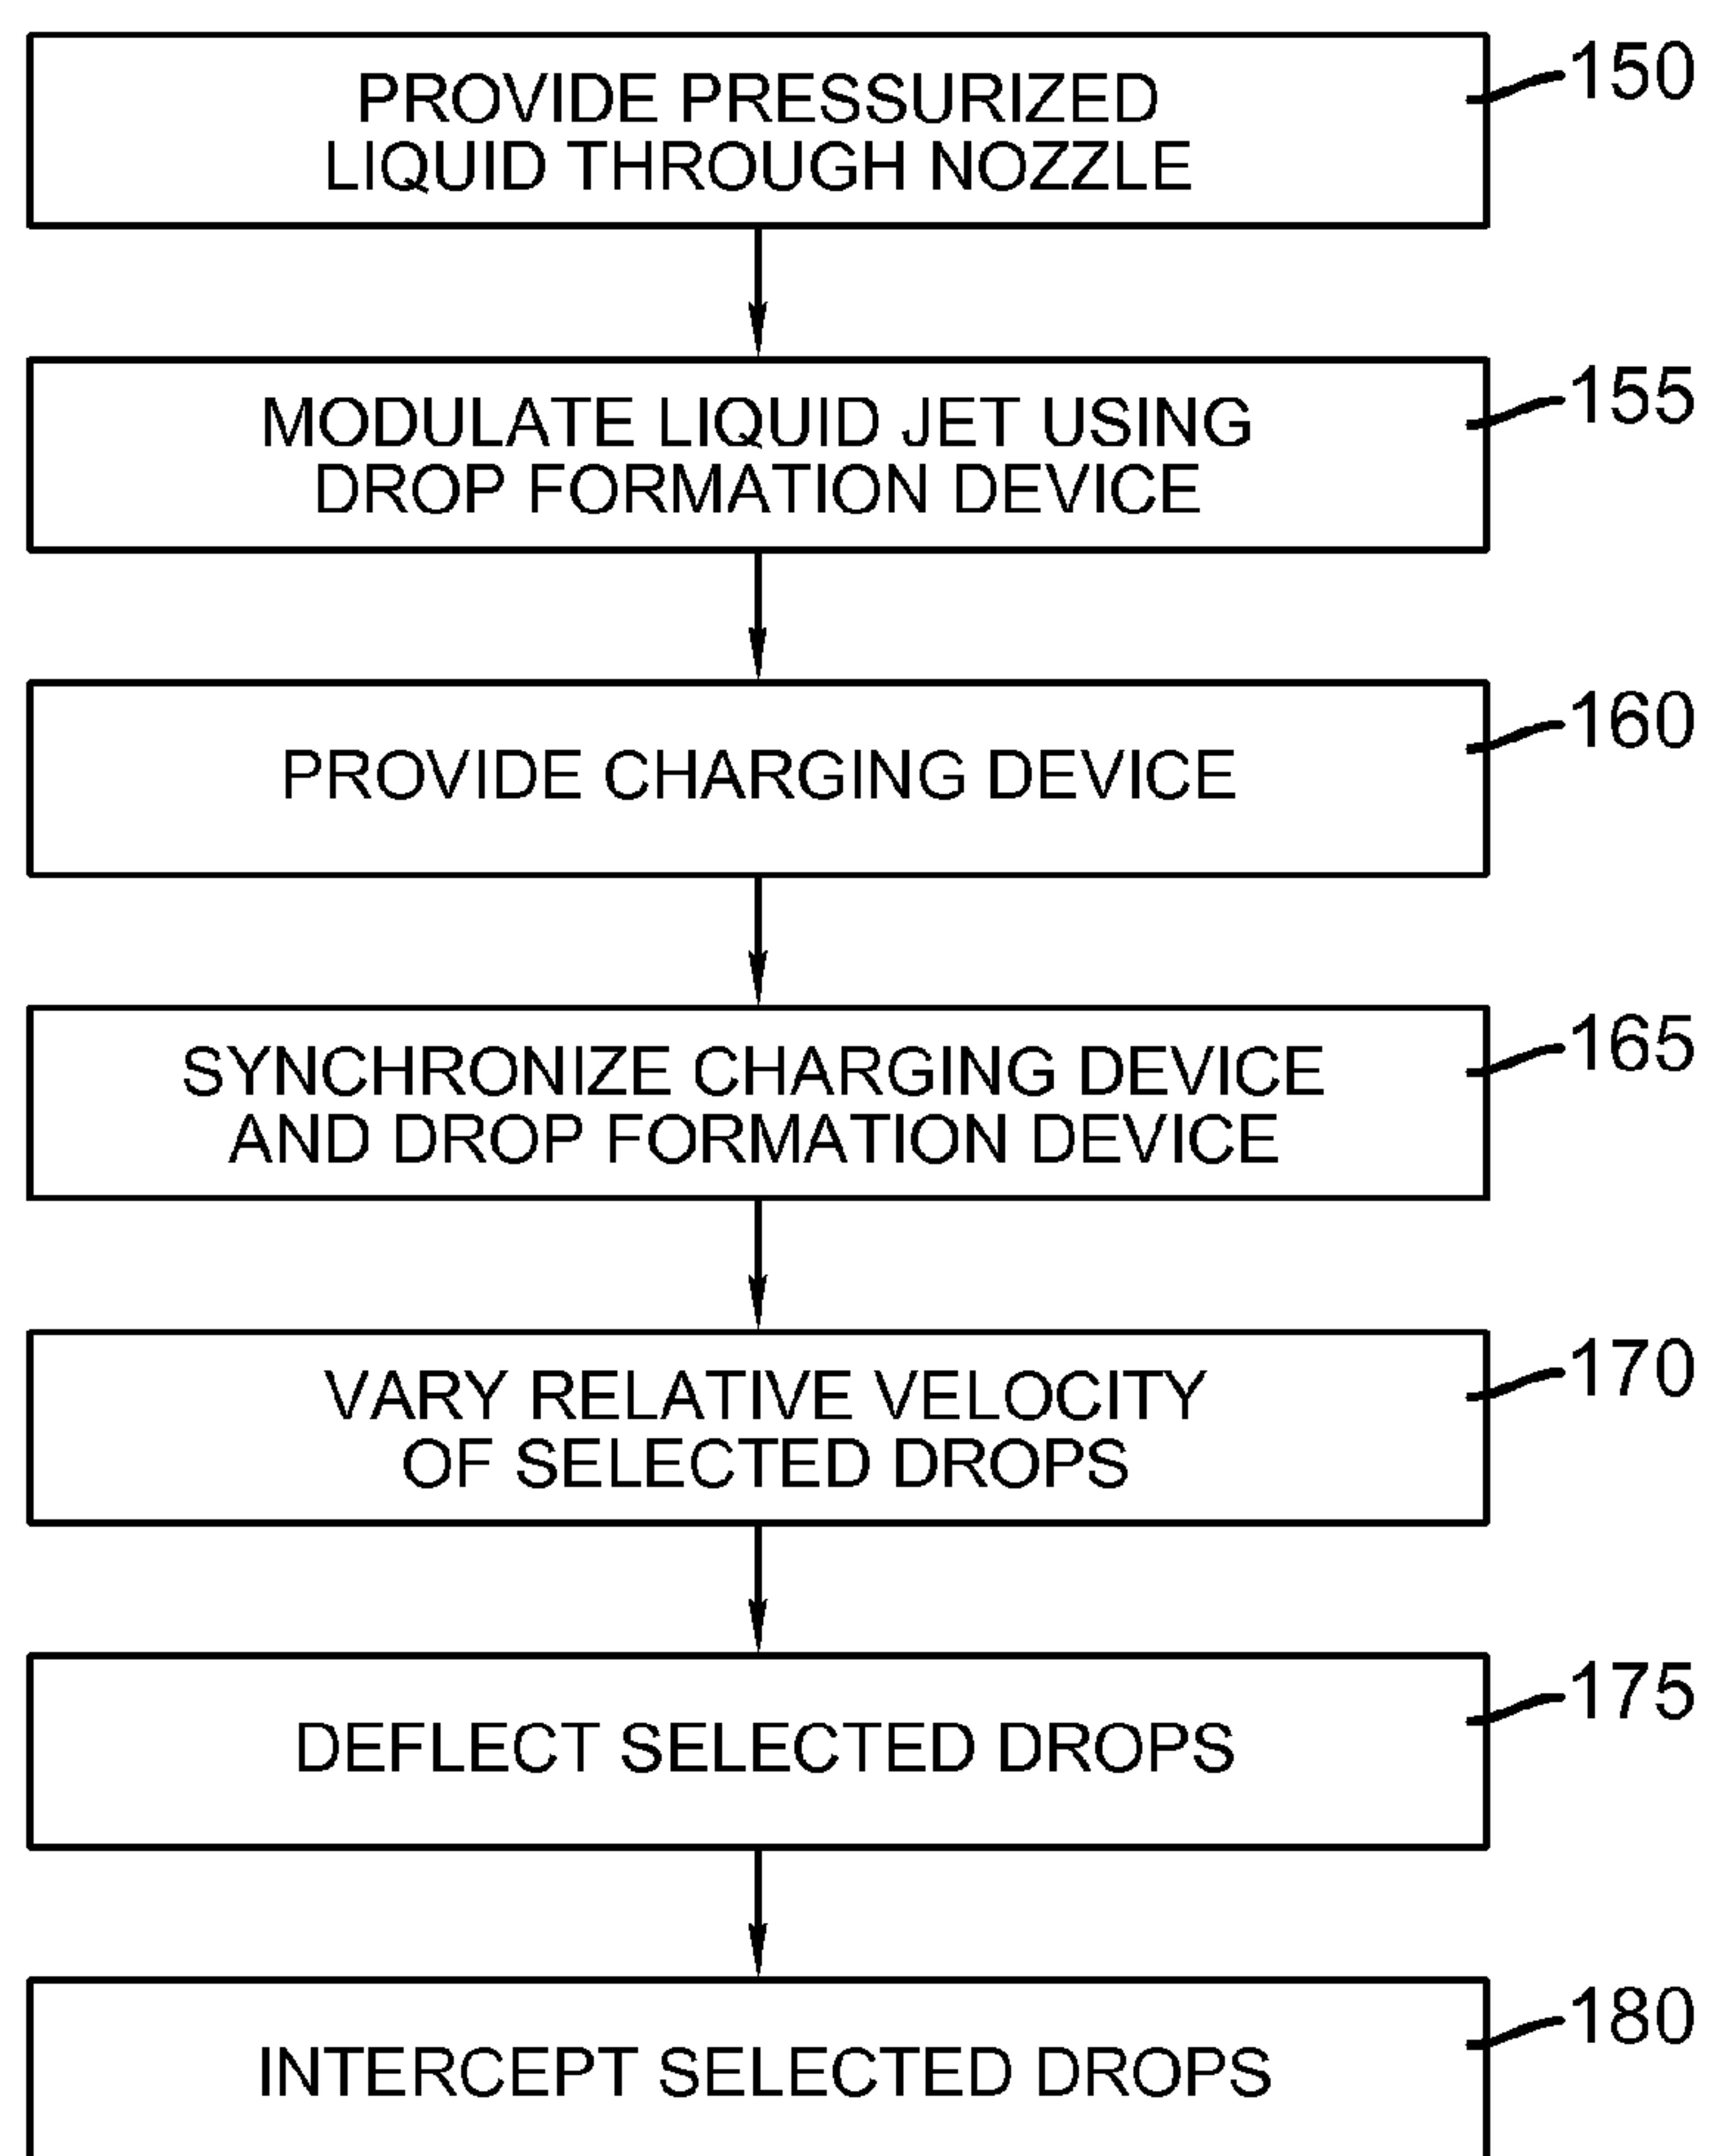 PROVIDE PRESSURIZED
LIQUID THROUGH NOZZLE
150
MODULATE LIQUID JET USING
DROP FORMATION DEVICE
155
PROVIDE CHARGING DEVICE
160
SYNCHRONIZE CHARGING DEVICE
AND DROP FORMATION DEVICE
165
VARY RELATIVE VELOCITY
OF SELECTED DROPS
170
DEFLECT SELECTED DROPS
175
INTERCEPT SELECTED DROPS
180